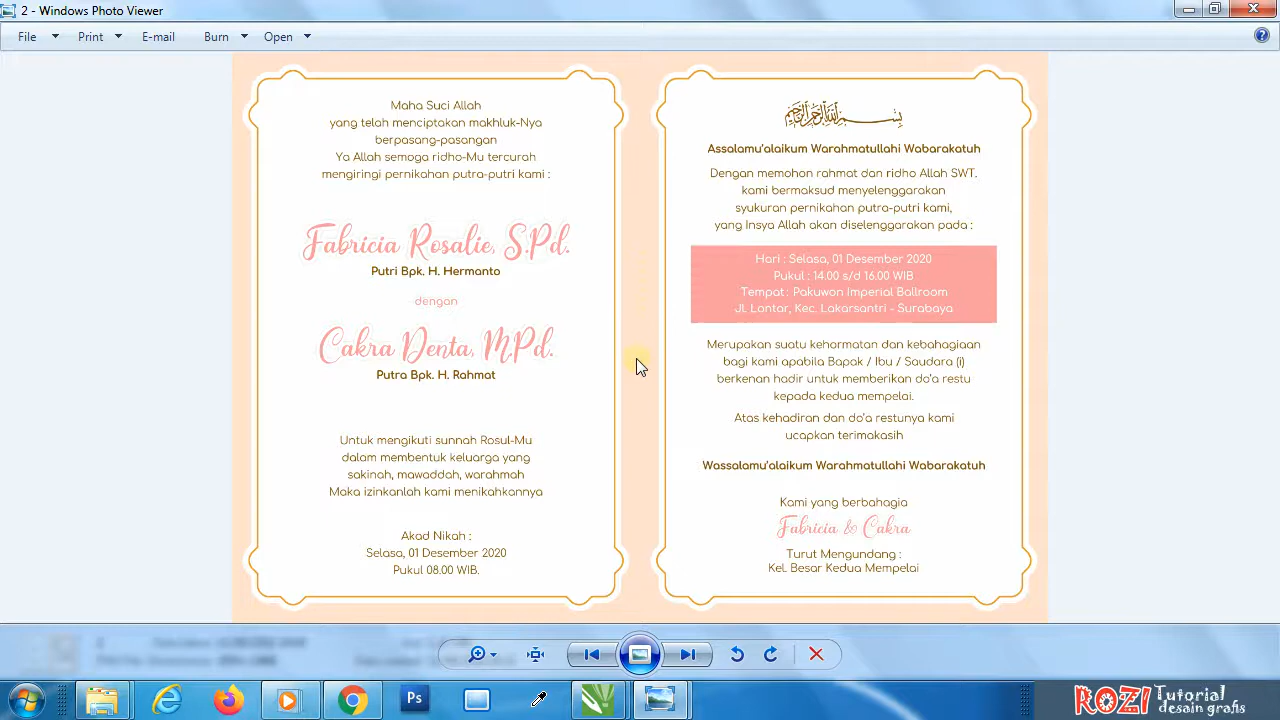 2 - Windows Photo Viewer
File Print E-mail Burn Open
Maha Suci Allah
yang telah menciptakan makhluk-Nya
berpasang-pasangan
Ya Allah semoga ridho-Mu tercurah
mengiringi pernikahan putra-putri kami :
Fabricia Rosalie, S.Pd.
Putri Bpk. H. Hermanto
dengan
Cakra Denta, M.Pd.
Putra Bpk. H. Rahmat
Untuk mengikuti sunnah Rosul-Mu
dalam membentuk keluarga yang
sakinah, mawaddah, warahmah
Maka izinkanlah kami menikahkannya
Akad Nikah :
Selasa, 01 Desember 2020
Pukul 08.00 WIB.
بسم الله الرحمن الرحيم
Assalamu'alaikum Warahmatullahi Wabarakatuh
Dengan memohon rahmat dan ridho Allah SWT.
kami bermaksud menyelenggarakan
syukuran pernikahan putra-putri kami,
yang Insya Allah akan diselenggarakan pada :
Hari : Selasa, 01 Desember 2020
Pukul : 14.00 s/d 16.00 WIB
Tempat : Pakuwon Imperial Ballroom
Jl. Lontar, Kec. Lakarsantri - Surabaya
Merupakan suatu kehormatan dan kebahagiaan
bagi kami apabila Bapak / Ibu / Saudara (i)
berkenan hadir untuk memberikan do'a restu
kepada kedua mempelai.
Atas kehadiran dan do'a restunya kami
ucapkan terimakasih
Wassalamu'alaikum Warahmatullahi Wabarakatuh
Kami yang berbahagia
Fabricia & Cakra
Turut Mengundang :
Kel. Besar Kedua Mempelai
Ps
ROZI Tutorial
desain grafis